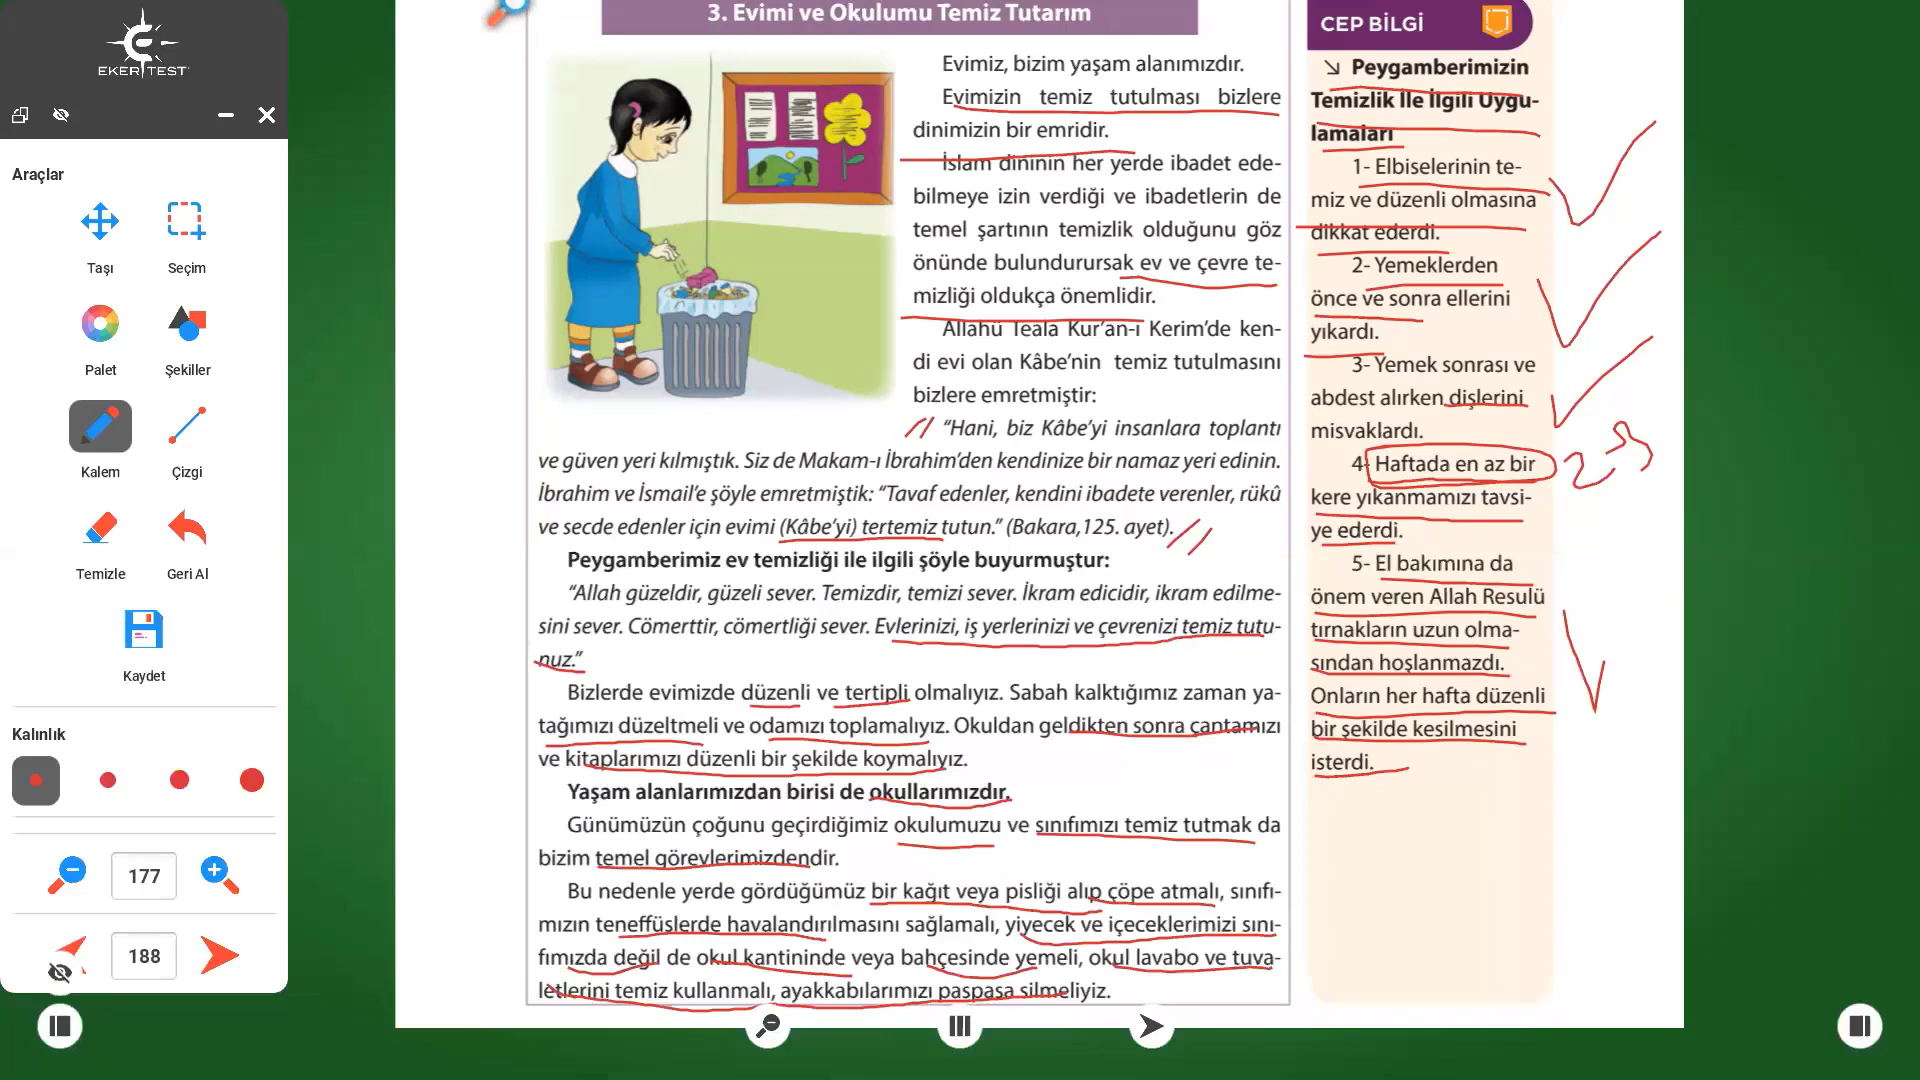 EKER TEST
Araçlar
Taşı
Seçim
Palet
Şekiller
Kalem
Çizgi
Temizle
Geri Al
Kaydet
Kalınlık
177
188
3. Evimi ve Okulumu Temiz Tutarım
Evimiz, bizim yaşam alanımızdır.
Evimizin temiz tutulması bizlere
dinimizin bir emridir.
İslam dininin her yerde ibadet ede-
bilmeye izin verdiği ve ibadetlerin de
temel şartının temizlik olduğunu göz
önünde bulundurursak ev ve çevre te-
mizliği oldukça önemlidir.
Allahü Teala Kur’an-ı Kerim’de ken-
di evi olan Kâbe’nin temiz tutulmasını
bizlere emretmiştir:
“Hani, biz Kâbe’yi insanlara toplantı
ve güven yeri kılmıştık. Siz de Makam-ı İbrahim’den kendinize bir namaz yeri edinin.
İbrahim ve İsmail’e şöyle emretmiştik: “Tavaf edenler, kendini ibadete verenler, rükû
ve secde edenler için evimi (Kâbe’yi) tertemiz tutun.” (Bakara,125. ayet).
Peygamberimiz ev temizliği ile ilgili şöyle buyurmuştur:
“Allah güzeldir, güzeli sever. Temizdir, temizi sever. İkram edicidir, ikram edilme-
sini sever. Cömerttir, cömertliği sever. Evlerinizi, iş yerlerinizi ve çevrenizi temiz tutu-
nuz.”
Bizlerde evimizde düzenli ve tertipli olmalıyız. Sabah kalktığımız zaman ya-
tağımızı düzeltmeli ve odamızı toplamalıyız. Okuldan geldikten sonra çantamızı
ve kitaplarımızı düzenli bir şekilde koymalıyız.
Yaşam alanlarımızdan birisi de okullarımızdır.
Günümüzün çoğunu geçirdiğimiz okulumuzu ve sınıfımızı temiz tutmak da
bizim temel görevlerimizdendir.
Bu nedenle yerde gördüğümüz bir kağıt veya pisliği alıp çöpe atmalı, sınıfı-
mızın teneffüslerde havalandırılmasını sağlamalı, yiyecek ve içeceklerimizi sını-
fımızda değil de okul kantininde veya bahçesinde yemeli, okul lavabo ve tuva-
letlerini temiz kullanmalı, ayakkabılarımızı paspasa silmeliyiz.
CEP BİLGİ
↘ Peygamberimizin
Temizlik İle İlgili Uygu-
lamaları
1- Elbiselerinin te-
miz ve düzenli olmasına
dikkat ederdi.
2- Yemeklerden
önce ve sonra ellerini
yıkardı.
3- Yemek sonrası ve
abdest alırken dişlerini
misvaklardı.
4- Haftada en az bir
kere yıkanmamızı tavsi-
ye ederdi.
5- El bakımına da
önem veren Allah Resulü
tırnakların uzun olma-
sından hoşlanmazdı.
Onların her hafta düzenli
bir şekilde kesilmesini
isterdi.
2-3